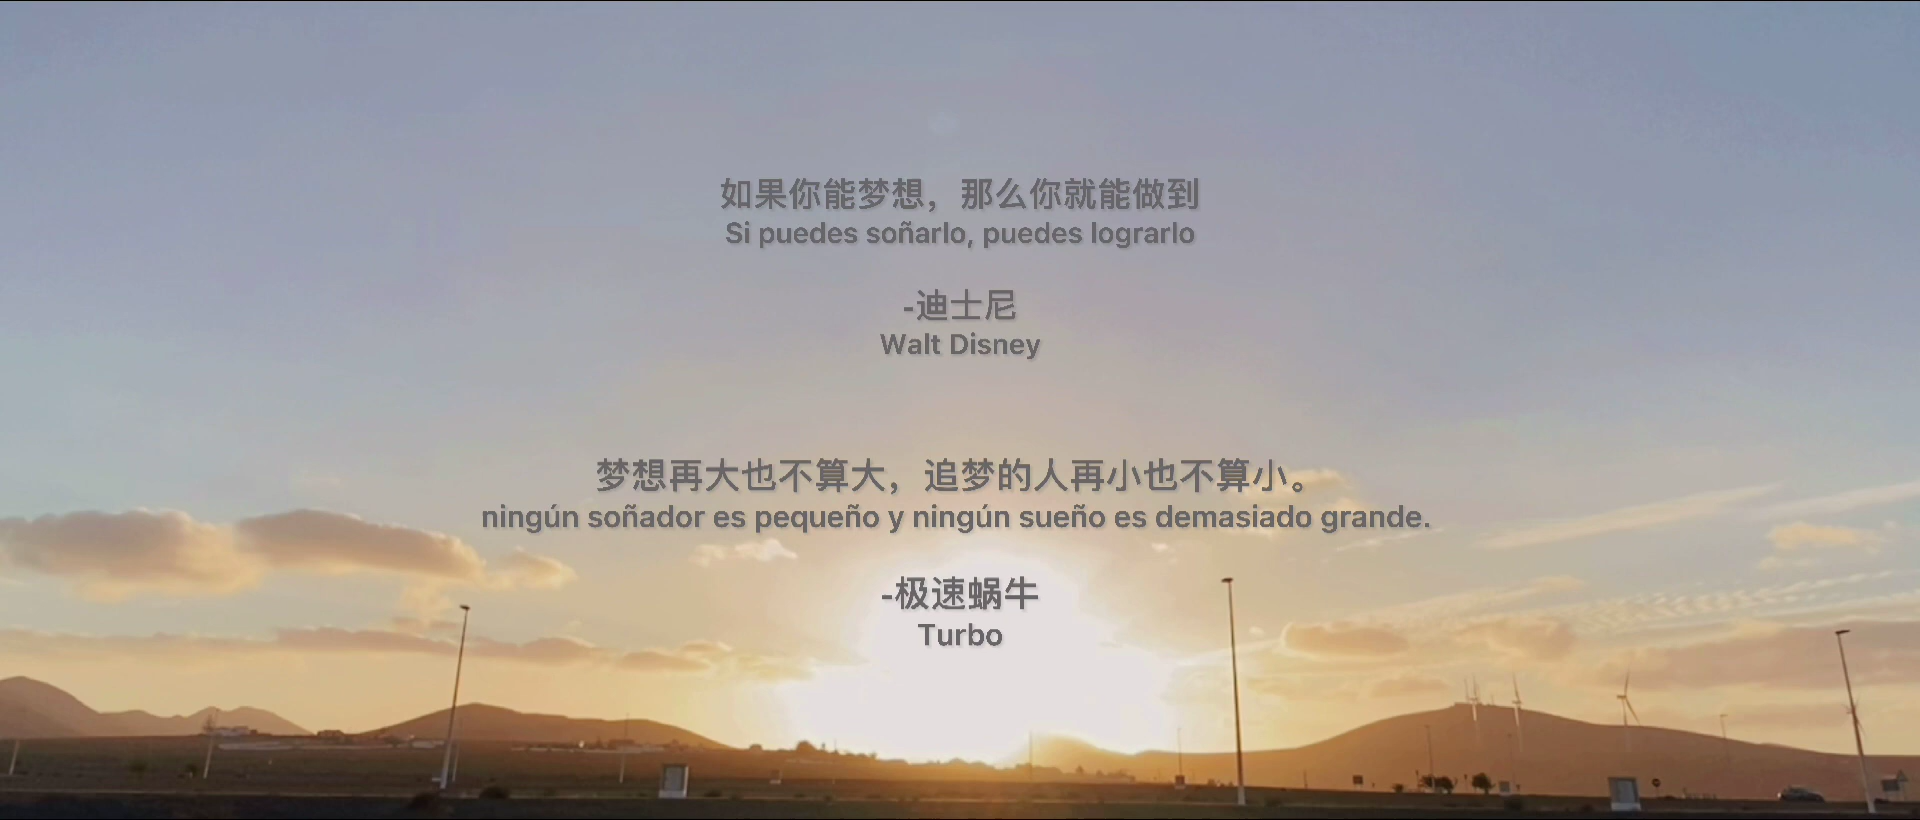 如果你能梦想，那么你就能做到
Si puedes soñarlo, puedes lograrlo
-迪士尼
Walt Disney
梦想再大也不算大，追梦的人再小也不算小。
ningún soñador es pequeño y ningún sueño es demasiado grande.
-极速蜗牛
Turbo